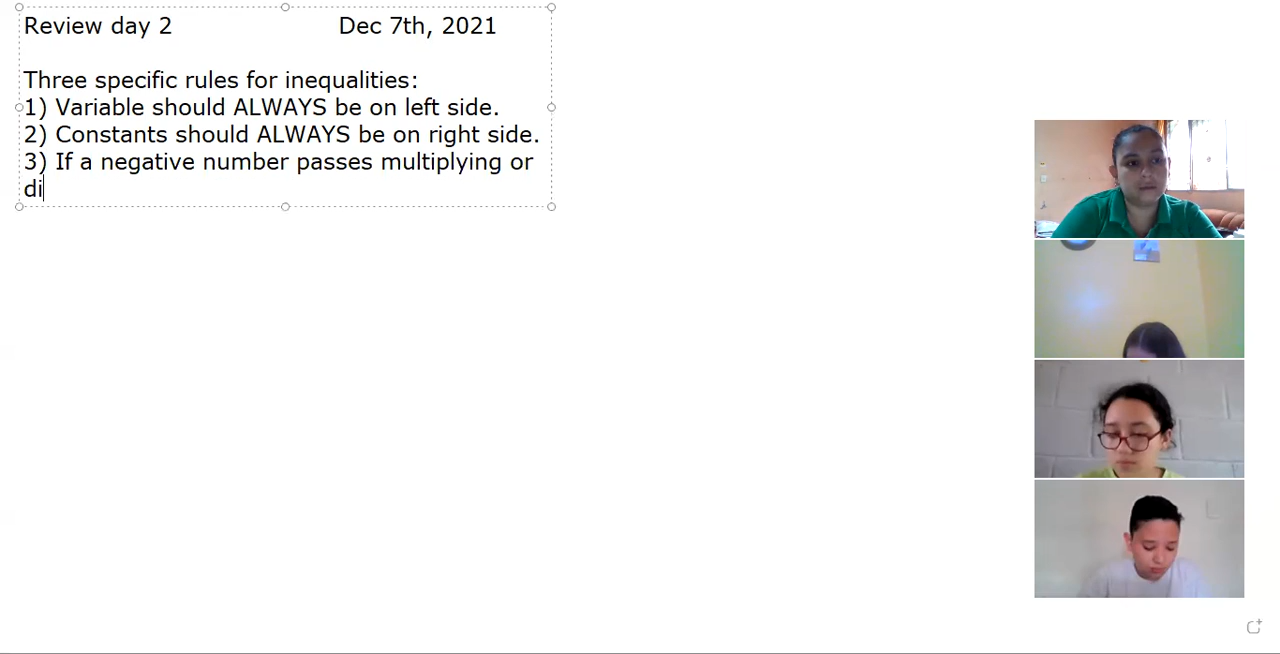 Review day 2 Dec 7th, 2021
Three specific rules for inequalities:
1) Variable should ALWAYS be on left side.
2) Constants should ALWAYS be on right side.
3) If a negative number passes multiplying or
di